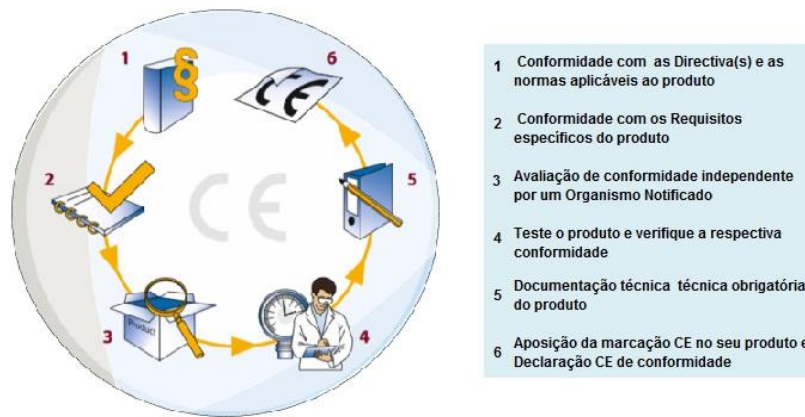 1
6
2
5
3
4
CE
CE
Product
1 Conformidade com as Directiva(s) e as
normas aplicáveis ao produto
2 Conformidade com os Requisitos
específicos do produto
3 Avaliação de conformidade independente
por um Organismo Notificado
4 Teste o produto e verifique a respectiva
conformidade
5 Documentação técnica técnica obrigatória
do produto
6 Aposição da marcação CE no seu produto e
Declaração CE de conformidade